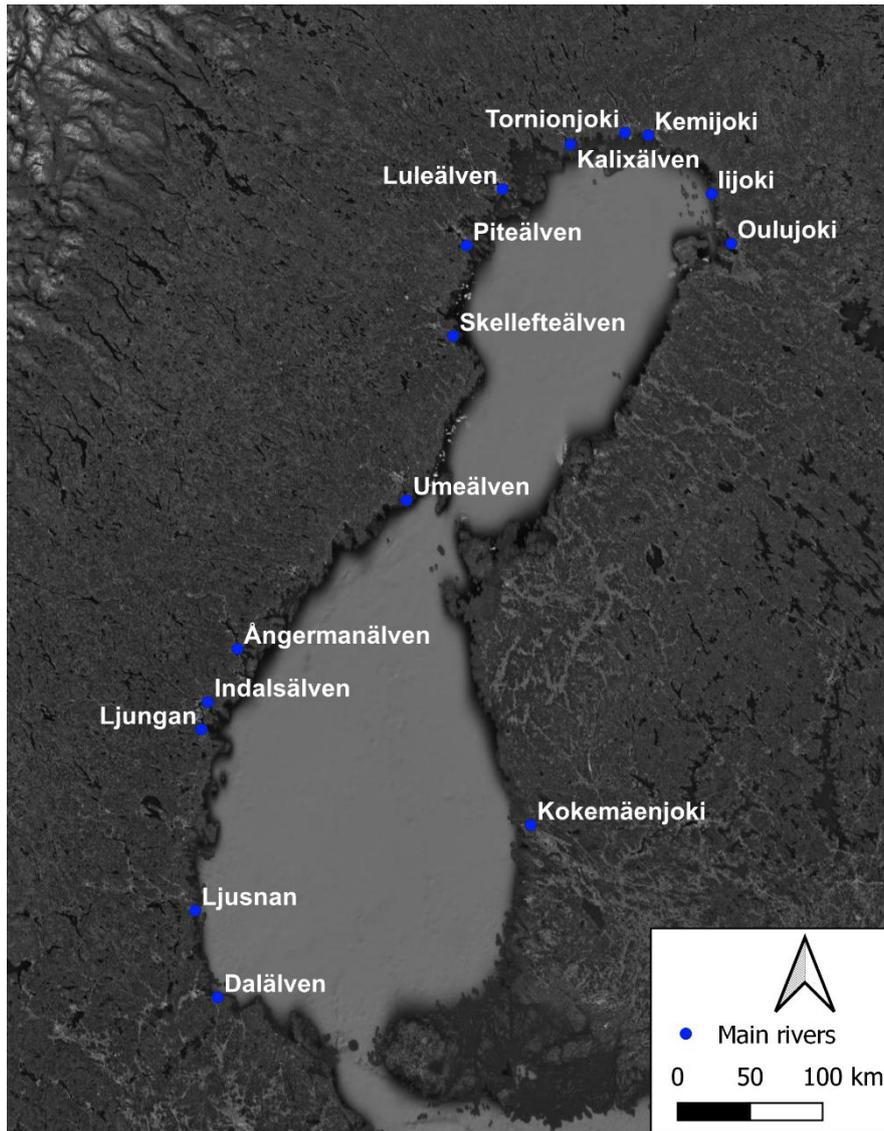 Tornionjoki
Kemijoki
Kalixälven
Luleälven
Iijoki
Piteälven
Oulujoki
Skellefteälven
Umeälven
Ångermanälven
Indalsälven
Ljungan
Kokemäenjoki
Ljusnan
Dalälven
Main rivers
0 50 100 km